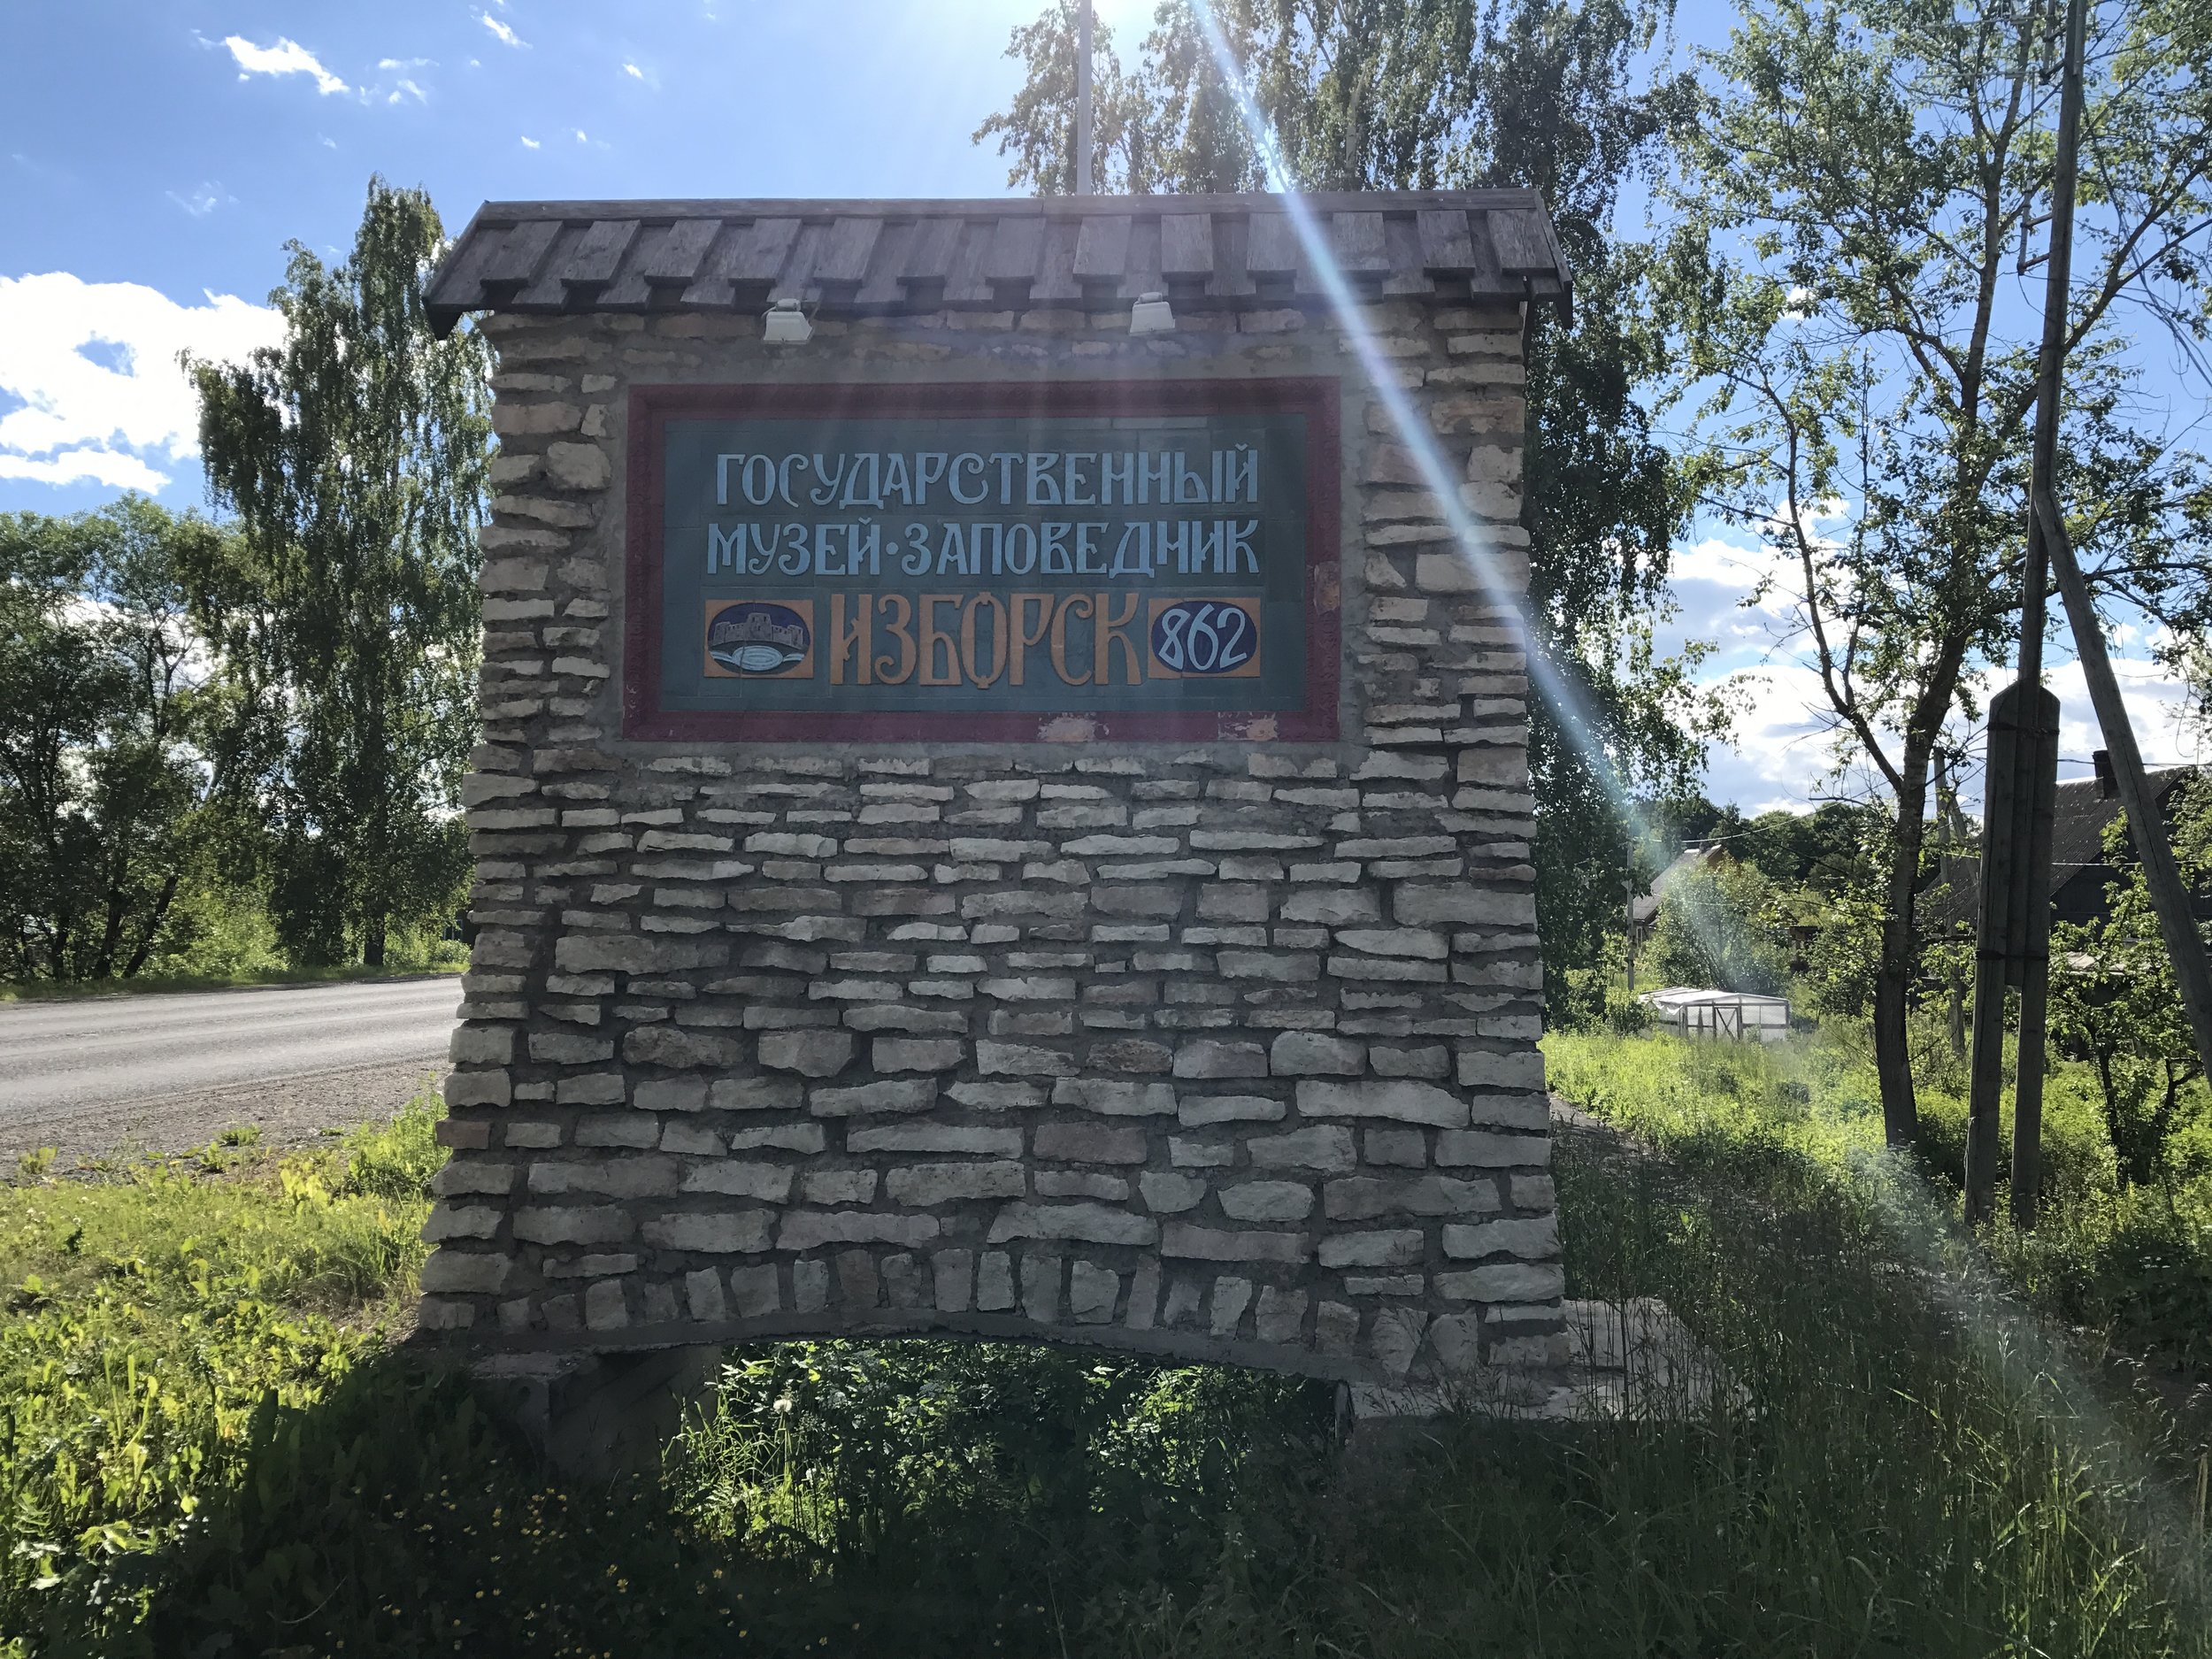 ГОСУДАРСТВЕННЫЙ
МУЗЕЙ·ЗАПОВЕДНИК
ИЗБОРСК 862